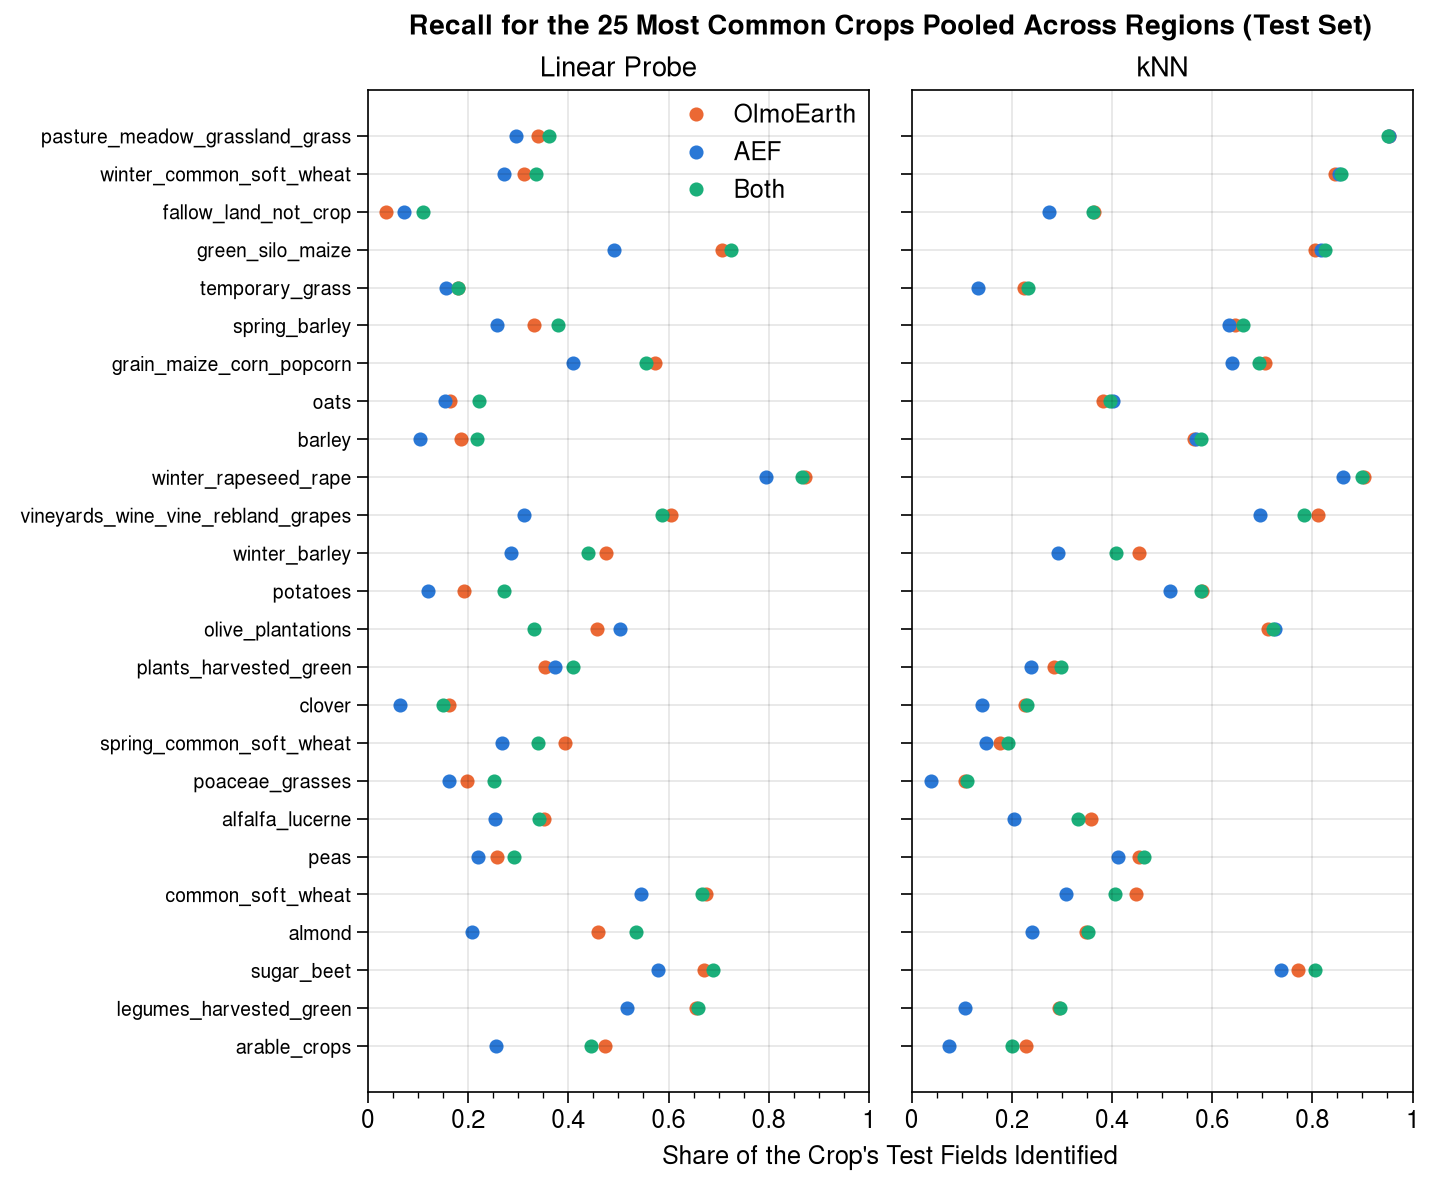 Recall for the 25 Most Common Crops Pooled Across Regions (Test Set)
Linear Probe
kNN
OlmoEarth
AEF
Both
pasture_meadow_grassland_grass
winter_common_soft_wheat
fallow_land_not_crop
green_silo_maize
temporary_grass
spring_barley
grain_maize_corn_popcorn
oats
barley
winter_rapeseed_rape
vineyards_wine_vine_rebland_grapes
winter_barley
potatoes
olive_plantations
plants_harvested_green
clover
spring_common_soft_wheat
poaceae_grasses
alfalfa_lucerne
peas
common_soft_wheat
almond
sugar_beet
legumes_harvested_green
arable_crops
0 0.2 0.4 0.6 0.8 1
0 0.2 0.4 0.6 0.8 1
Share of the Crop's Test Fields Identified